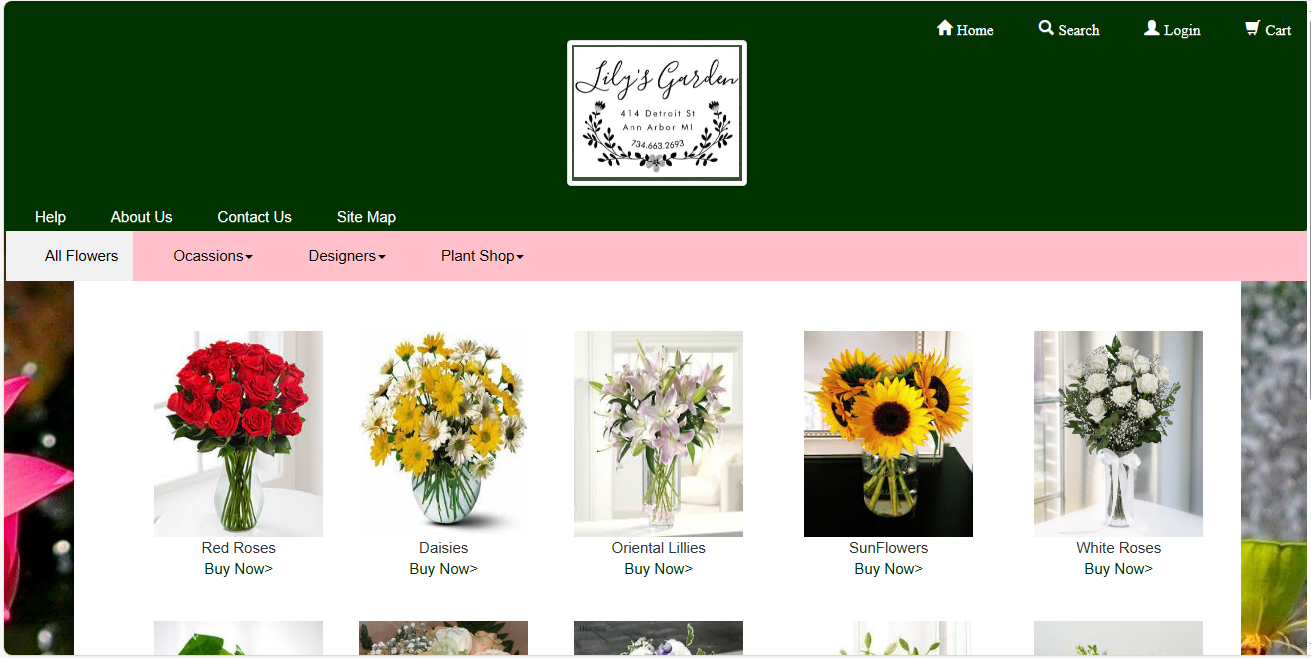 Home Search Login Cart
Lily's Garden
414 Detroit St
Ann Arbor MI
734.663.2693
Help About Us Contact Us Site Map
All Flowers Ocassions Designers Plant Shop
Red Roses Daisies Oriental Lillies SunFlowers White Roses
Buy Now> Buy Now> Buy Now> Buy Now> Buy Now>